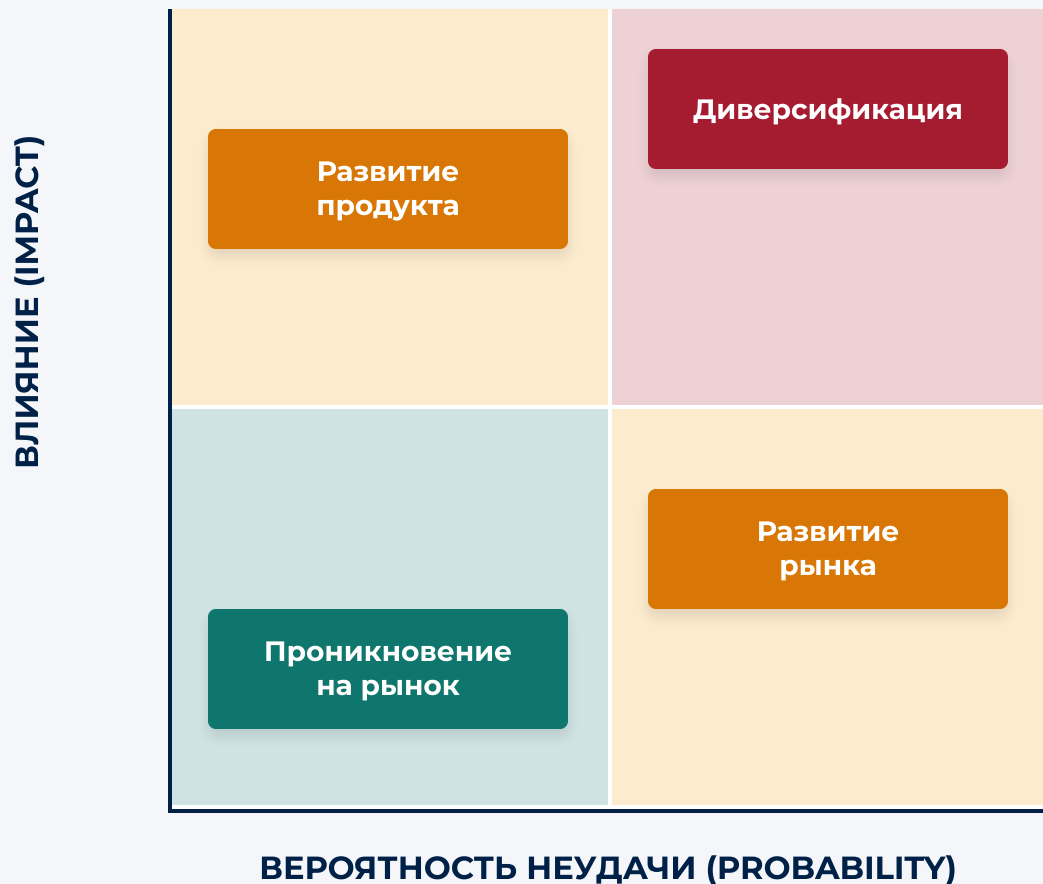 ВЛИЯНИЕ (IMPACT)
Развитие
продукта
Диверсификация
Проникновение
на рынок
Развитие
рынка
ВЕРОЯТНОСТЬ НЕУДАЧИ (PROBABILITY)